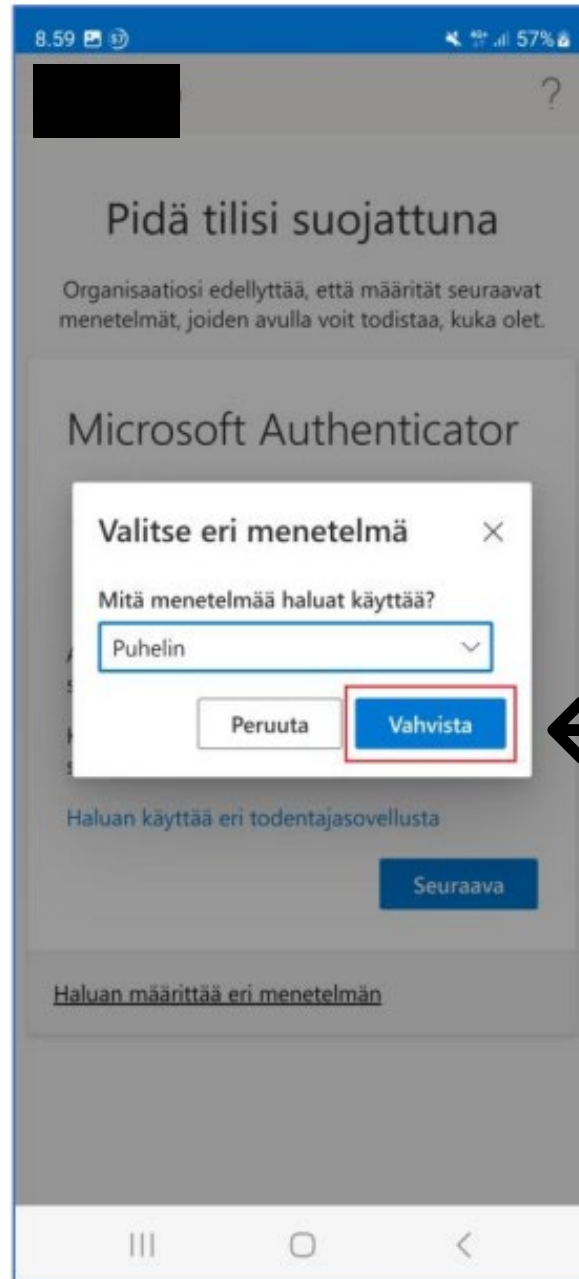 8.59 57%
?
Pidä tilisi suojattuna
Organisaatiosi edellyttää, että määrität seuraavat
menetelmät, joiden avulla voit todistaa, kuka olet.
Microsoft Authenticator
Valitse eri menetelmä
Mitä menetelmää haluat käyttää?
Puhelin
Peruuta Vahvista
Haluan käyttää eri todentajasovellusta
Seuraava
Haluan määrittää eri menetelmän